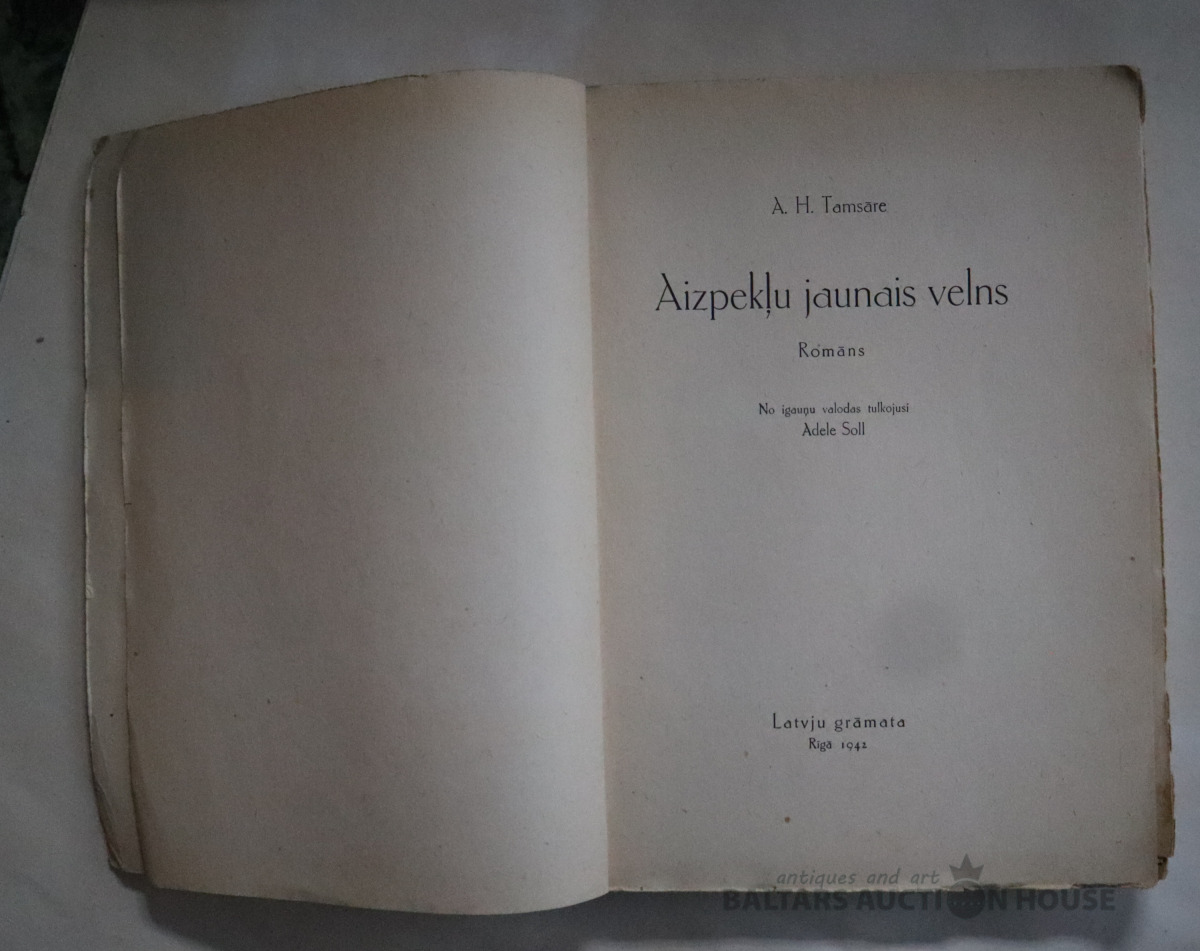 A. H. Tamsāre
Aizpekļu jaunais velns
Romāns
No igauņu valodas tulkojusi
Adele Soll
Latvju grāmata
Rīgā 1942
antiques and art
BALTARS AUCTION HOUSE